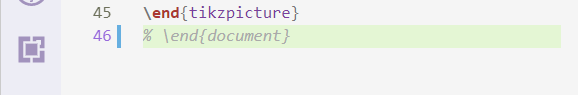 45 \end{tikzpicture}
46 % \end{document}